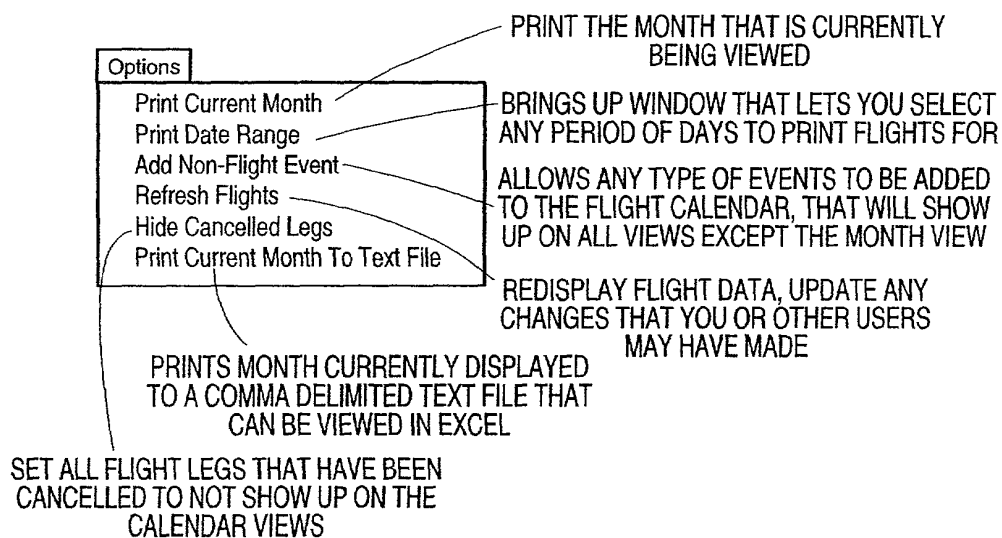 Options
Print Current Month
Print Date Range
Add Non-Flight Event
Refresh Flights
Hide Cancelled Legs
Print Current Month To Text File
PRINT THE MONTH THAT IS CURRENTLY
BEING VIEWED
BRINGS UP WINDOW THAT LETS YOU SELECT
ANY PERIOD OF DAYS TO PRINT FLIGHTS FOR
ALLOWS ANY TYPE OF EVENTS TO BE ADDED
TO THE FLIGHT CALENDAR, THAT WILL SHOW
UP ON ALL VIEWS EXCEPT THE MONTH VIEW
REDISPLAY FLIGHT DATA, UPDATE ANY
CHANGES THAT YOU OR OTHER USERS
MAY HAVE MADE
PRINTS MONTH CURRENTLY DISPLAYED
TO A COMMA DELIMITED TEXT FILE THAT
CAN BE VIEWED IN EXCEL
SET ALL FLIGHT LEGS THAT HAVE BEEN
CANCELLED TO NOT SHOW UP ON THE
CALENDAR VIEWS